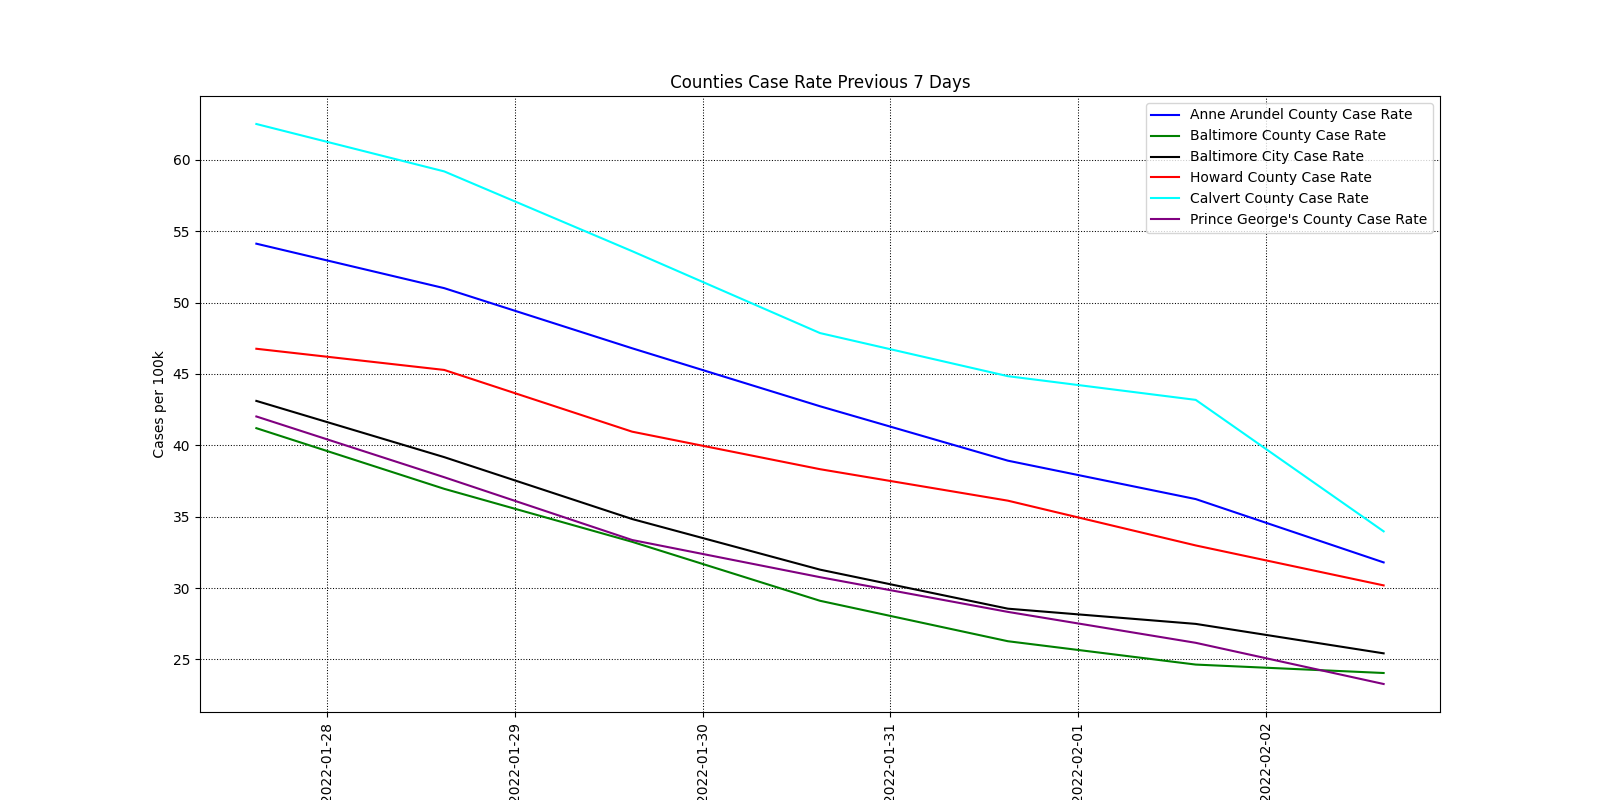 Counties Case Rate Previous 7 Days
Anne Arundel County Case Rate
Baltimore County Case Rate
Baltimore City Case Rate
Howard County Case Rate
Calvert County Case Rate
Prince George's County Case Rate
Cases per 100k
60
55
50
45
40
35
30
25
2022-01-28
2022-01-29
2022-01-30
2022-01-31
2022-02-01
2022-02-02